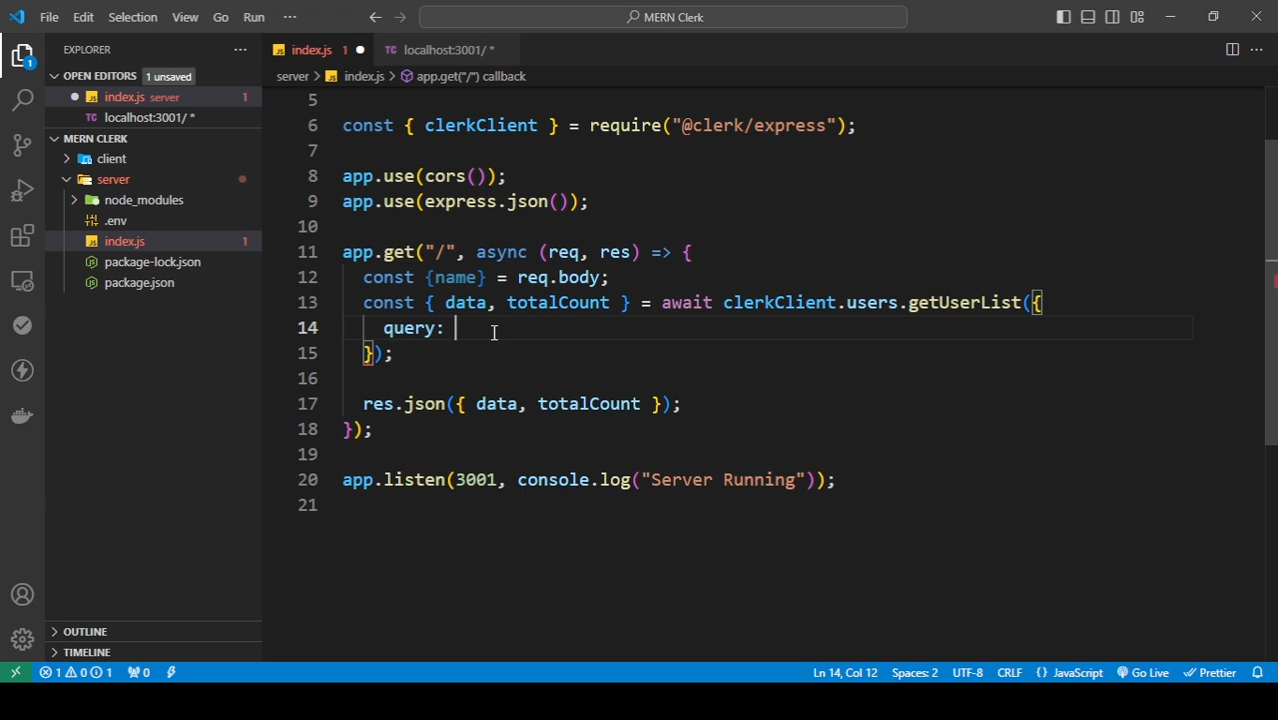 File Edit Selection View Go Run ··· MERN Clerk
EXPLORER ···
index.js 1 localhost:3001/ *
OPEN EDITORS 1 unsaved
server > index.js > app.get("/") callback
index.js server 1
localhost:3001/ *
MERN CLERK
client
server
node_modules
.env
index.js 1
package-lock.json
package.json
OUTLINE
TIMELINE
5
6 const { clerkClient } = require("@clerk/express");
7
8 app.use(cors());
9 app.use(express.json());
10
11 app.get("/", async (req, res) => {
12 const {name} = req.body;
13 const { data, totalCount } = await clerkClient.users.getUserList({
14 query:
15 });
16
17 res.json({ data, totalCount });
18 });
19
20 app.listen(3001, console.log("Server Running"));
21
1 0 1 0 Ln 14, Col 12 Spaces: 2 UTF-8 CRLF {} JavaScript Go Live Prettier